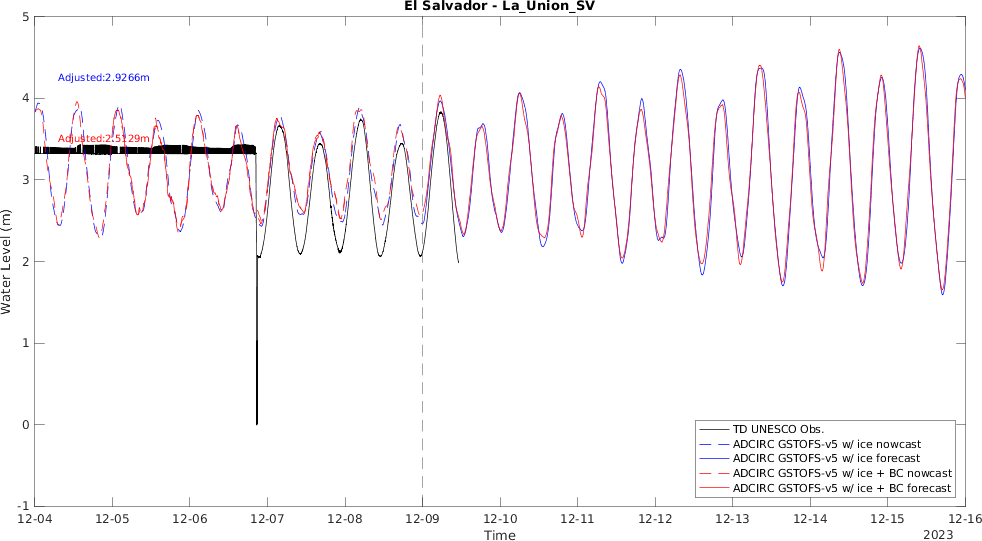 El Salvador - La_Union_SV
5
4
3
2
1
0
-1
Water Level (m)
Adjusted:2.9266m
Adjusted:2.5129m
TD UNESCO Obs.
ADCIRC GSTOFS-v5 w/ ice nowcast
ADCIRC GSTOFS-v5 w/ ice forecast
ADCIRC GSTOFS-v5 w/ ice + BC nowcast
ADCIRC GSTOFS-v5 w/ ice + BC forecast
12-04 12-05 12-06 12-07 12-08 12-09 12-10 12-11 12-12 12-13 12-14 12-15 12-16
Time
2023